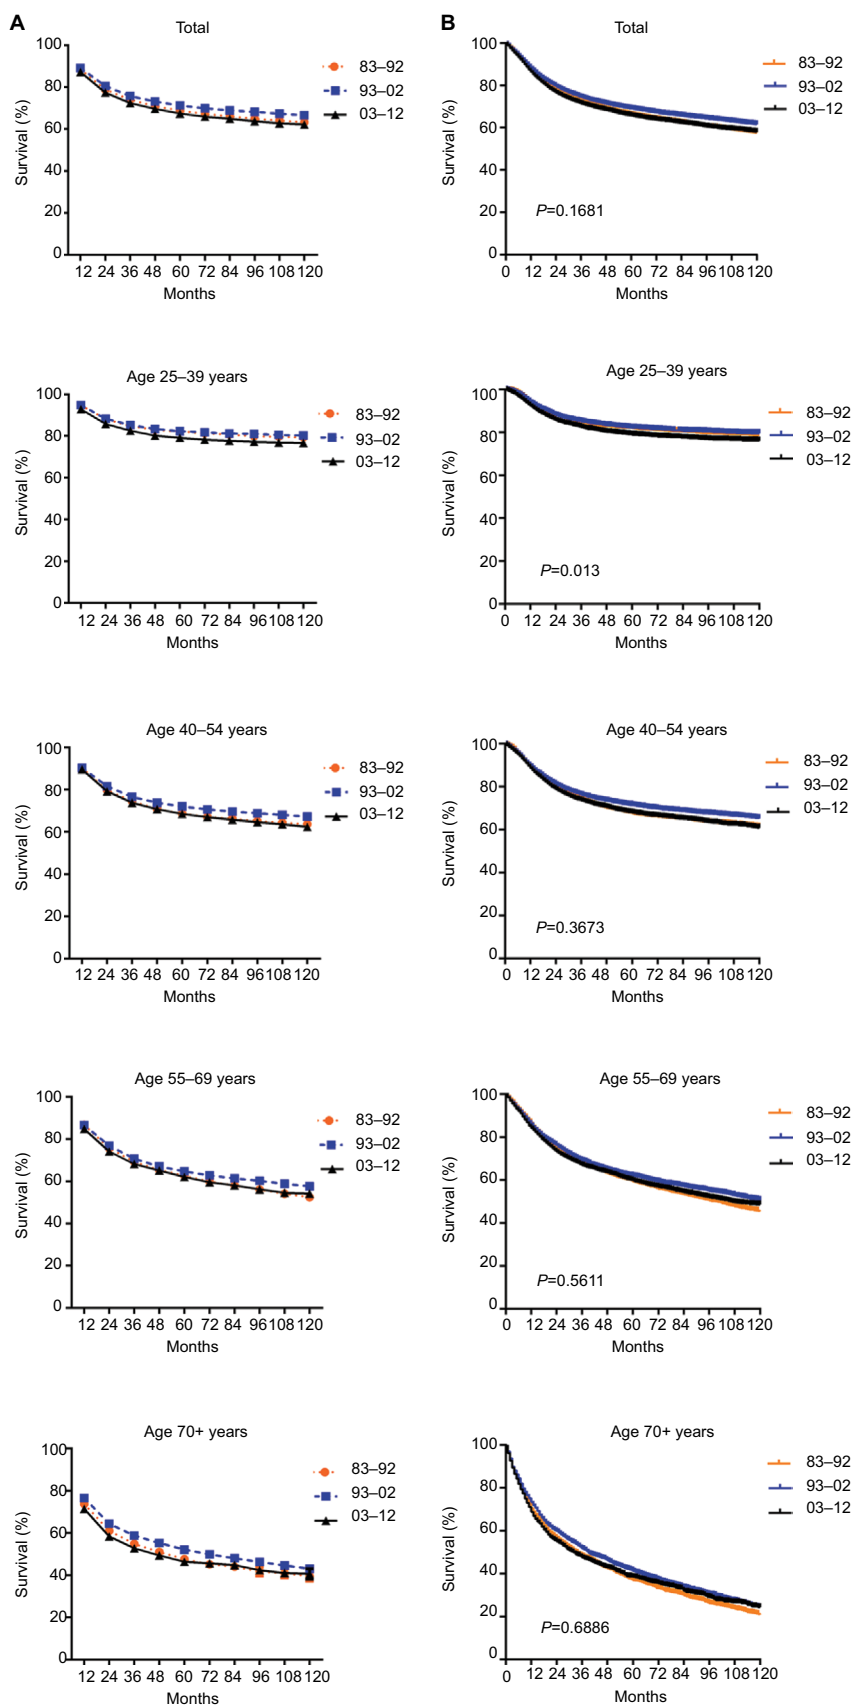 A
B
Total
Survival (%)
100
80
60
40
20
0
12 24 36 48 60 72 84 96 108 120
Months
83–92
93–02
03–12
Total
Survival (%)
100
80
60
40
20
0
0 12 24 36 48 60 72 84 96 108 120
Months
83–92
93–02
03–12
P=0.1681
Age 25–39 years
Survival (%)
100
80
60
40
20
0
12 24 36 48 60 72 84 96 108 120
Months
83–92
93–02
03–12
Age 25–39 years
Survival (%)
100
80
60
40
20
0
0 12 24 36 48 60 72 84 96 108 120
Months
83–92
93–02
03–12
P=0.013
Age 40–54 years
Survival (%)
100
80
60
40
20
0
12 24 36 48 60 72 84 96 108 120
Months
83–92
93–02
03–12
Age 40–54 years
Survival (%)
100
80
60
40
20
0
0 12 24 36 48 60 72 84 96 108 120
Months
83–92
93–02
03–12
P=0.3673
Age 55–69 years
Survival (%)
100
80
60
40
20
0
12 24 36 48 60 72 84 96 108 120
Months
83–92
93–02
03–12
Age 55–69 years
Survival (%)
100
80
60
40
20
0
0 12 24 36 48 60 72 84 96 108 120
Months
83–92
93–02
03–12
P=0.5611
Age 70+ years
Survival (%)
100
80
60
40
20
0
12 24 36 48 60 72 84 96 108 120
Months
83–92
93–02
03–12
Age 70+ years
Survival (%)
100
80
60
40
20
0
0 12 24 36 48 60 72 84 96 108 120
Months
83–92
93–02
03–12
P=0.6886